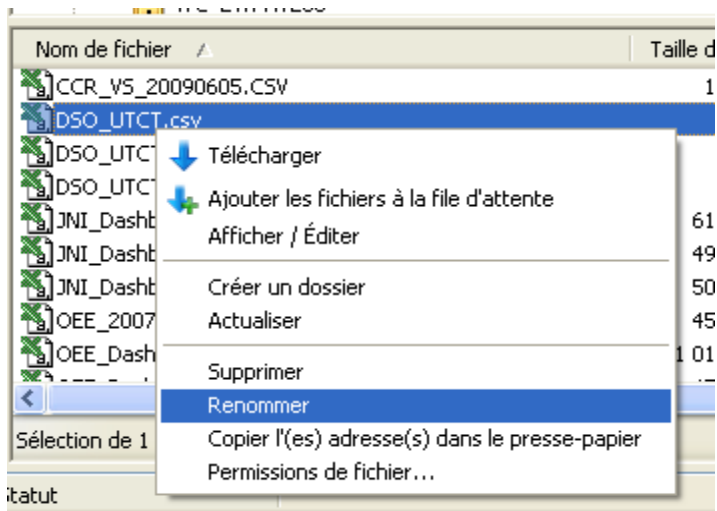 Nom de fichier Taille d
CCR_VS_20090605.CSV 1
DSO_UTCT.csv
DSO_UTCT
DSO_UTCT
JNI_Dashb 61
JNI_Dashb 49
JNI_Dashb 50
OEE_2007 45
OEE_Dash 1 01
Télécharger
Ajouter les fichiers à la file d'attente
Afficher / Éditer
Créer un dossier
Actualiser
Supprimer
Renommer
Copier l'(es) adresse(s) dans le presse-papier
Permissions de fichier...
Sélection de 1
Statut